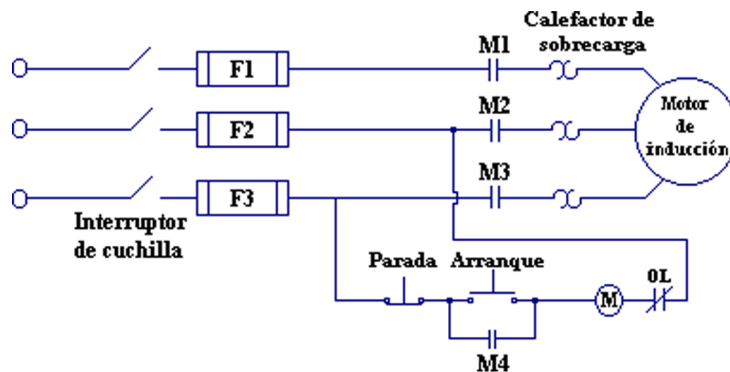 Calefactor de
sobrecarga
M1
F1
M2
F2
Motor
de
inducción
M3
F3
Interruptor
de cuchilla
Parada
Arranque
0L
M
M4